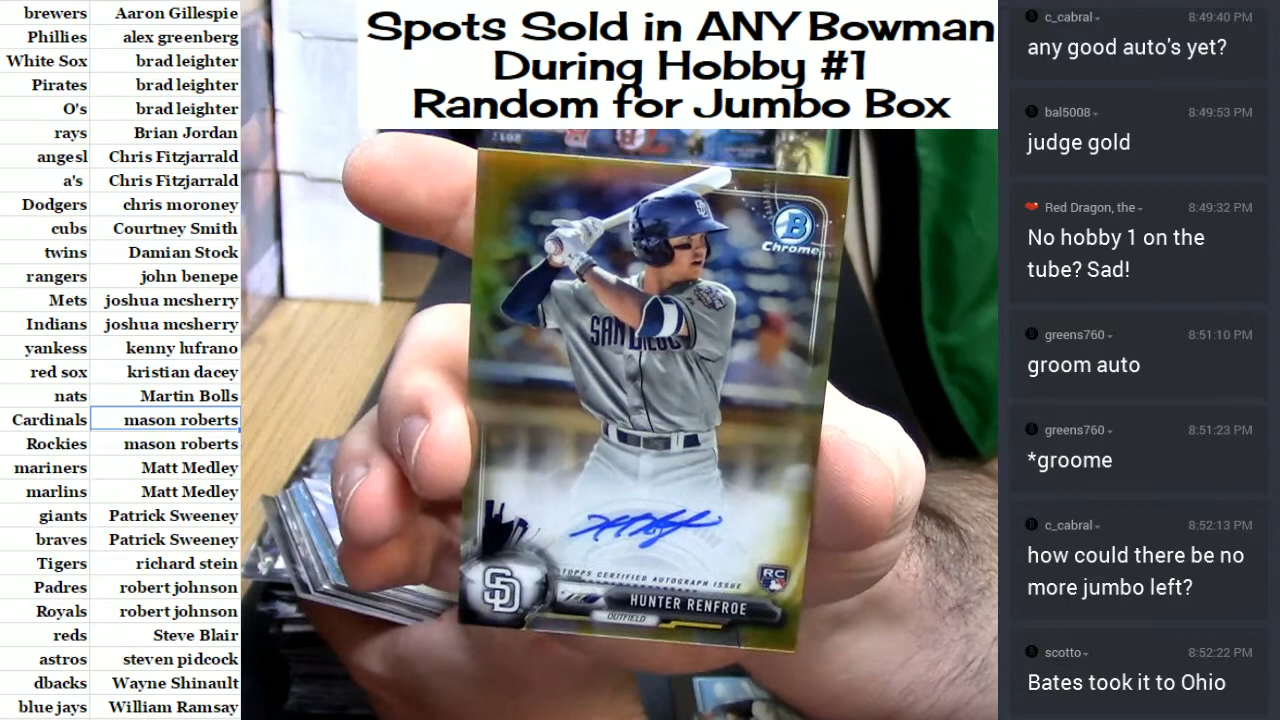 brewers Aaron Gillespie
Phillies alex greenberg
White Sox brad leighter
Pirates brad leighter
O's brad leighter
rays Brian Jordan
angesl Chris Fitzjarrald
a's Chris Fitzjarrald
Dodgers chris moroney
cubs Courtney Smith
twins Damian Stock
rangers john benepe
Mets joshua mcsherry
Indians joshua mcsherry
yankess kenny lufrano
red sox kristian dacey
nats Martin Bolls
Cardinals mason roberts
Rockies mason roberts
mariners Matt Medley
marlins Matt Medley
giants Patrick Sweeney
braves Patrick Sweeney
Tigers richard stein
Padres robert johnson
Royals robert johnson
reds Steve Blair
astros steven pidcock
dbacks Wayne Shinault
blue jays William Ramsay
Spots Sold in ANY Bowman
During Hobby #1
Random for Jumbo Box
B
Chrome
SD
SAN DIEGO
TOPPS CERTIFIED AUTOGRAPH ISSUE
RC
SD
HUNTER RENFROE
OUTFIELD
c_cabral 8:49:40 PM
any good auto's yet?
bal5008 8:49:53 PM
judge gold
Red Dragon, the 8:49:32 PM
No hobby 1 on the
tube? Sad!
greens760 8:51:10 PM
groom auto
greens760 8:51:23 PM
*groome
c_cabral 8:52:13 PM
how could there be no
more jumbo left?
scotto 8:52:22 PM
Bates took it to Ohio